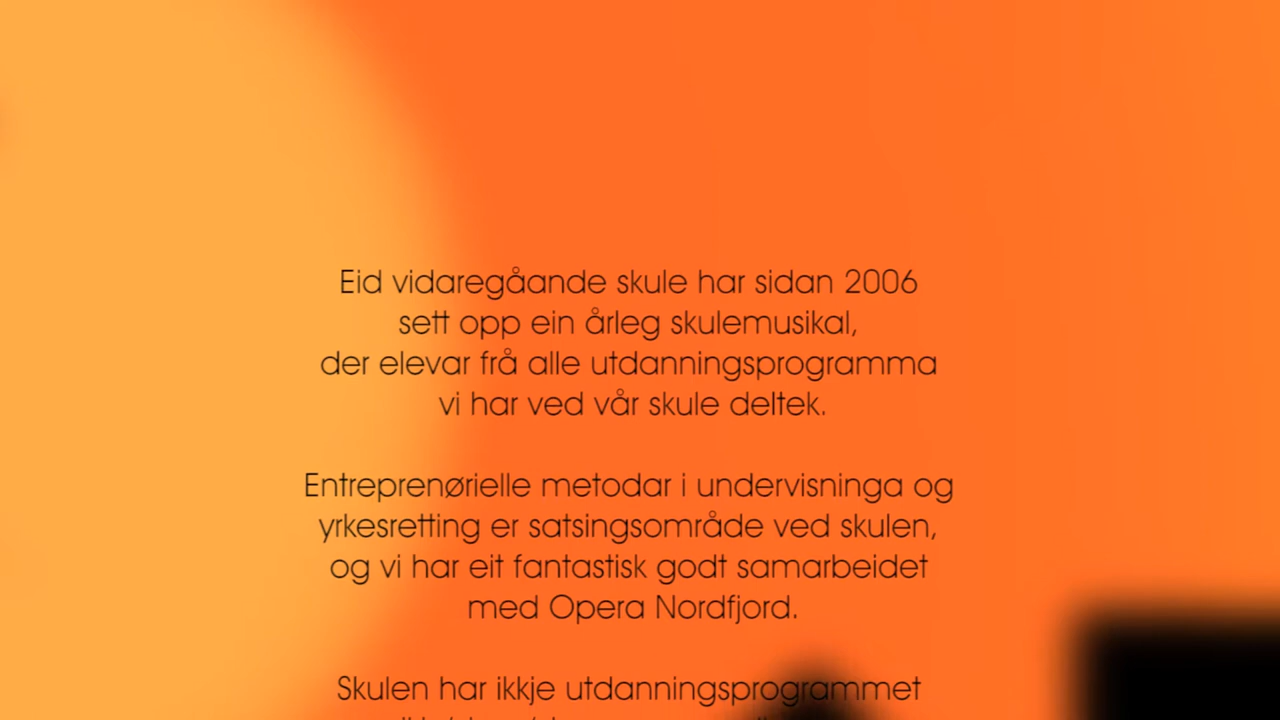 Eid vidaregåande skule har sidan 2006
sett opp ein årleg skulemusikal,
der elevar frå alle utdanningsprogramma
vi har ved vår skule deltek.
Entreprenørielle metodar i undervisninga og
yrkesretting er satsingsområde ved skulen,
og vi har eit fantastisk godt samarbeidet
med Opera Nordfjord.
Skulen har ikkje utdanningsprogrammet